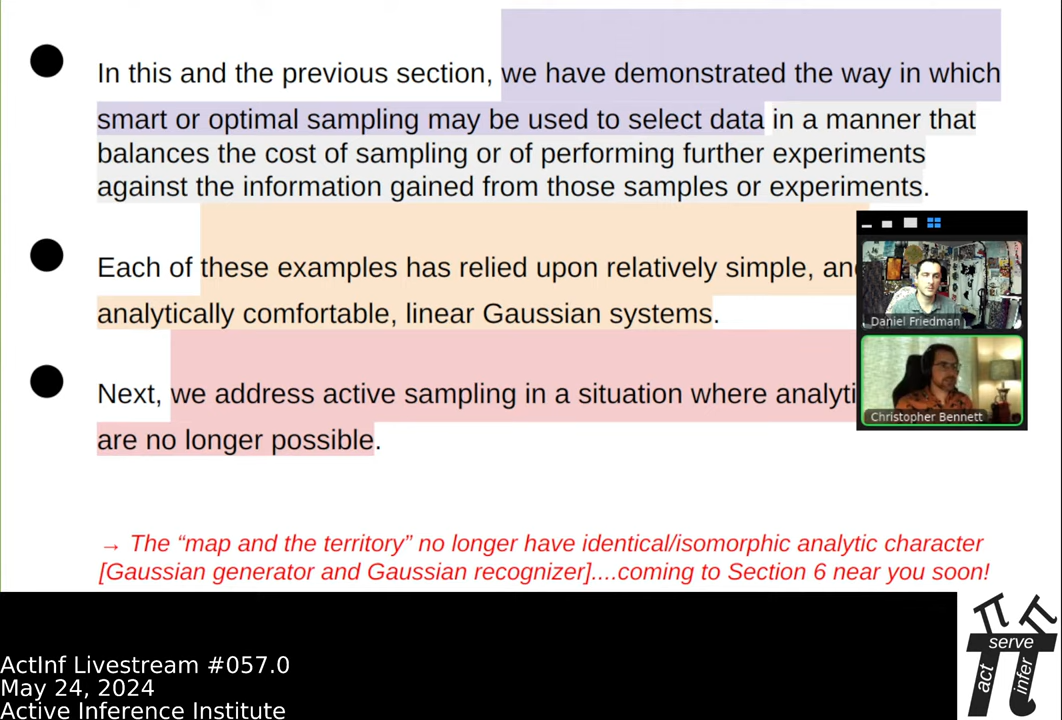 In this and the previous section, we have demonstrated the way in which
smart or optimal sampling may be used to select data in a manner that
balances the cost of sampling or of performing further experiments
against the information gained from those samples or experiments.
Each of these examples has relied upon relatively simple, and
analytically comfortable, linear Gaussian systems.
Next, we address active sampling in a situation where analyti
are no longer possible.
Daniel Friedman
Christopher Bennett
→ The “map and the territory” no longer have identical/isomorphic analytic character
[Gaussian generator and Gaussian recognizer]....coming to Section 6 near you soon!
ActInf Livestream #057.0
May 24, 2024
Active Inference Institute
π π
serve
π
act infer